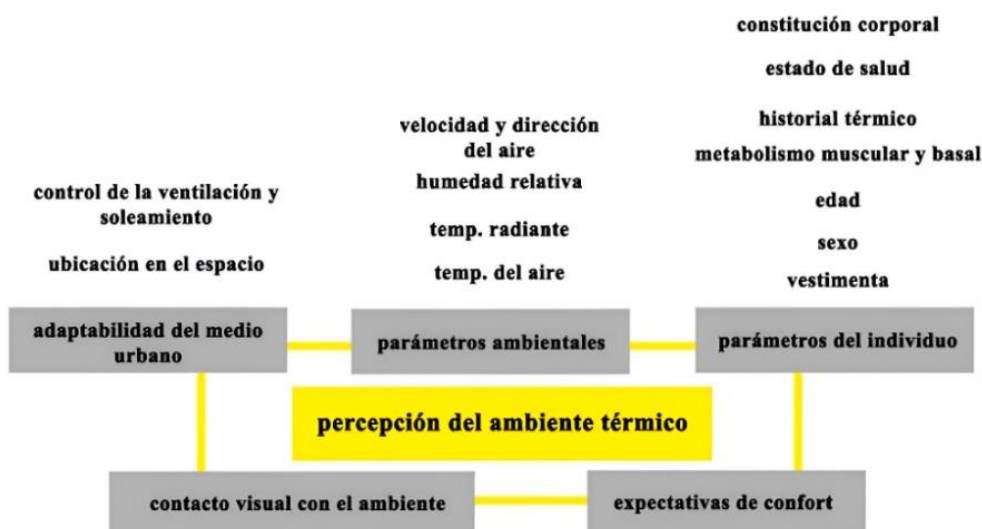 control de la ventilación y
soleamiento
ubicación en el espacio
adaptabilidad del medio
urbano
velocidad y dirección
del aire
humedad relativa
temp. radiante
temp. del aire
parámetros ambientales
constitución corporal
estado de salud
historial térmico
metabolismo muscular y basal
edad
sexo
vestimenta
parámetros del individuo
percepción del ambiente térmico
contacto visual con el ambiente
expectativas de confort